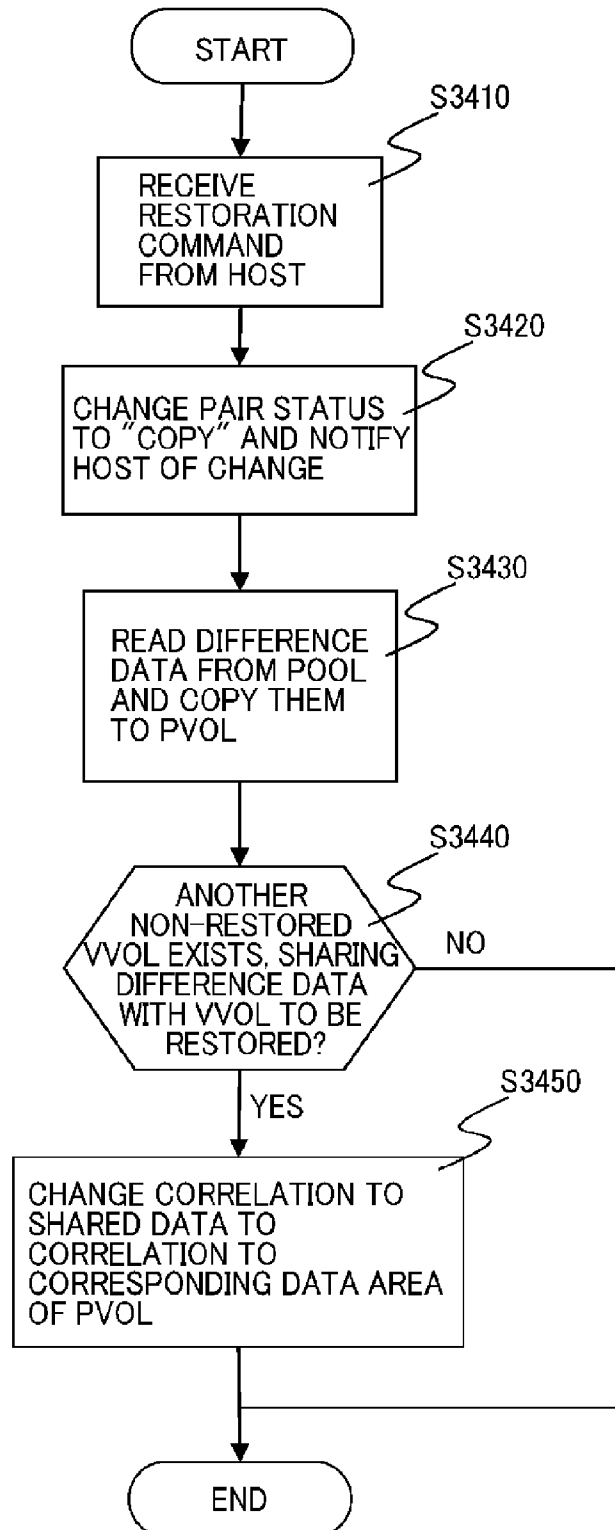 START
S3410
RECEIVE
RESTORATION
COMMAND
FROM HOST
S3420
CHANGE PAIR STATUS
TO "COPY" AND NOTIFY
HOST OF CHANGE
S3430
READ DIFFERENCE
DATA FROM POOL
AND COPY THEM
TO PVOL
S3440
ANOTHER
NON-RESTORED
VVOL EXISTS, SHARING
DIFFERENCE DATA
WITH VVOL TO BE
RESTORED?
NO
YES
S3450
CHANGE CORRELATION TO
SHARED DATA TO
CORRELATION TO
CORRESPONDING DATA AREA
OF PVOL
END